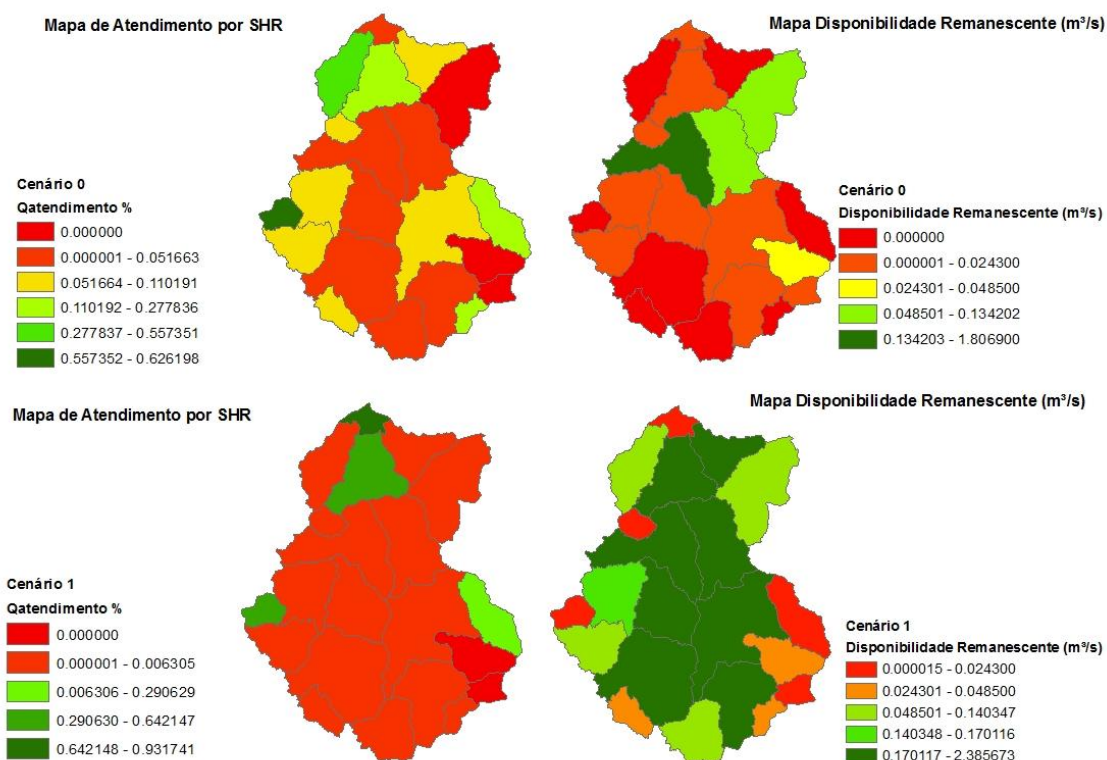 Mapa de Atendimento por SHR
Mapa Disponibilidade Remanescente (m³/s)
Cenário 0
Qatendimento %
0.000000
0.000001 - 0.051663
0.051664 - 0.110191
0.110192 - 0.277836
0.277837 - 0.557351
0.557352 - 0.626198
Cenário 0
Disponibilidade Remanescente (m³/s)
0.000000
0.000001 - 0.024300
0.024301 - 0.048500
0.048501 - 0.134202
0.134203 - 1.806900
Mapa de Atendimento por SHR
Mapa Disponibilidade Remanescente (m³/s)
Cenário 1
Qatendimento %
0.000000
0.000001 - 0.006305
0.006306 - 0.290629
0.290630 - 0.642147
0.642148 - 0.931741
Cenário 1
Disponibilidade Remanescente (m³/s)
0.000015 - 0.024300
0.024301 - 0.048500
0.048501 - 0.140347
0.140348 - 0.170116
0.170117 - 2.385673